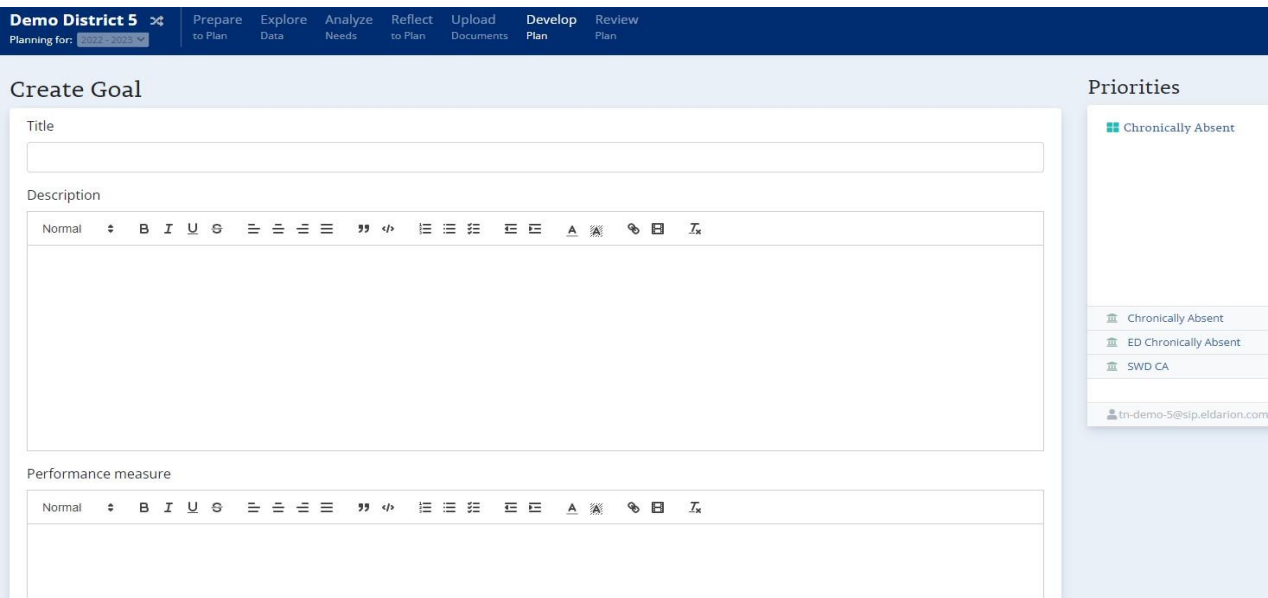 Demo District 5
Planning for: 2022 - 2023
Prepare
to Plan
Explore
Data
Analyze
Needs
Reflect
to Plan
Upload
Documents
Develop
Plan
Review
Plan
Create Goal
Title
Description
Normal
Performance measure
Normal
Priorities
Chronically Absent
Chronically Absent
ED Chronically Absent
SWD CA
tn-demo-5@sip.eldarion.com